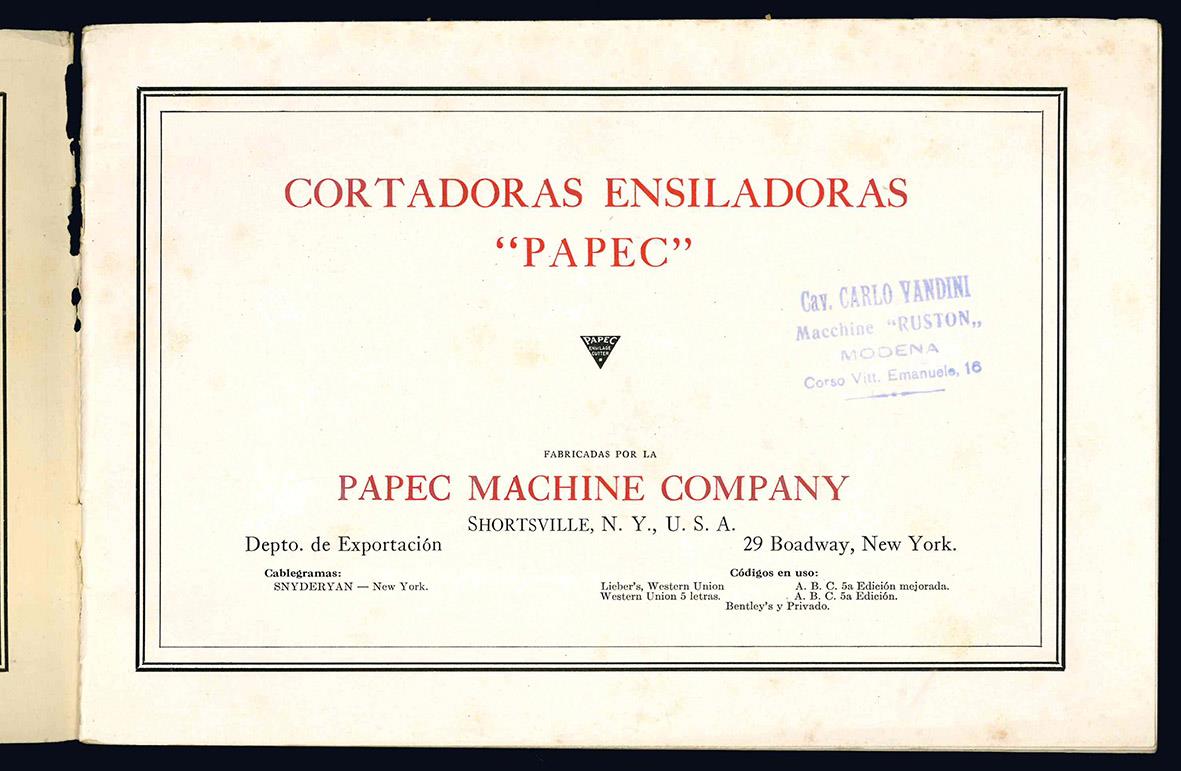 CORTADORAS ENSILADORAS
“PAPEC”
Cav. CARLO VANDINI
Macchine “RUSTON„
MODENA
Corso Vitt. Emanuele, 16
PAPEC
ENSILAGE
CUTTER
FABRICADAS POR LA
PAPEC MACHINE COMPANY
SHORTSVILLE, N. Y., U. S. A.
Depto. de Exportación 29 Boadway, New York.
Cablegramas: Códigos en uso:
SNYDERYAN — New York. Lieber's, Western Union A. B. C. 5a Edición mejorada.
Western Union 5 letras. A. B. C. 5a Edición.
Bentley's y Privado.